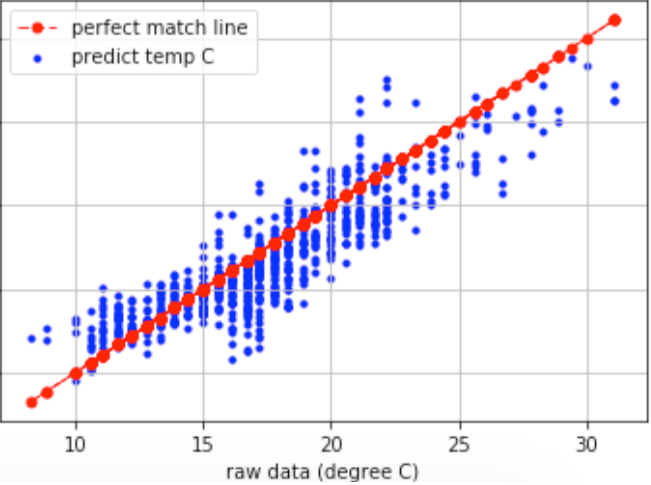 perfect match line
predict temp C
10 15 20 25 30
raw data (degree C)